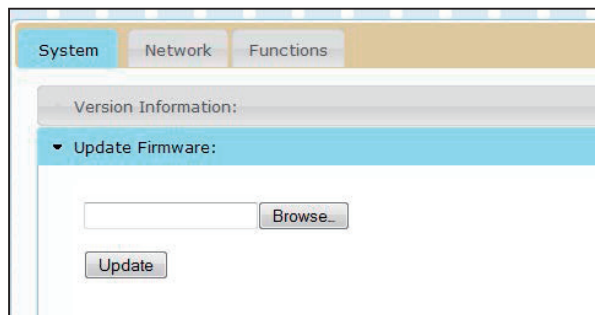 System Network Functions
Version Information:
Update Firmware:
Browse...
Update